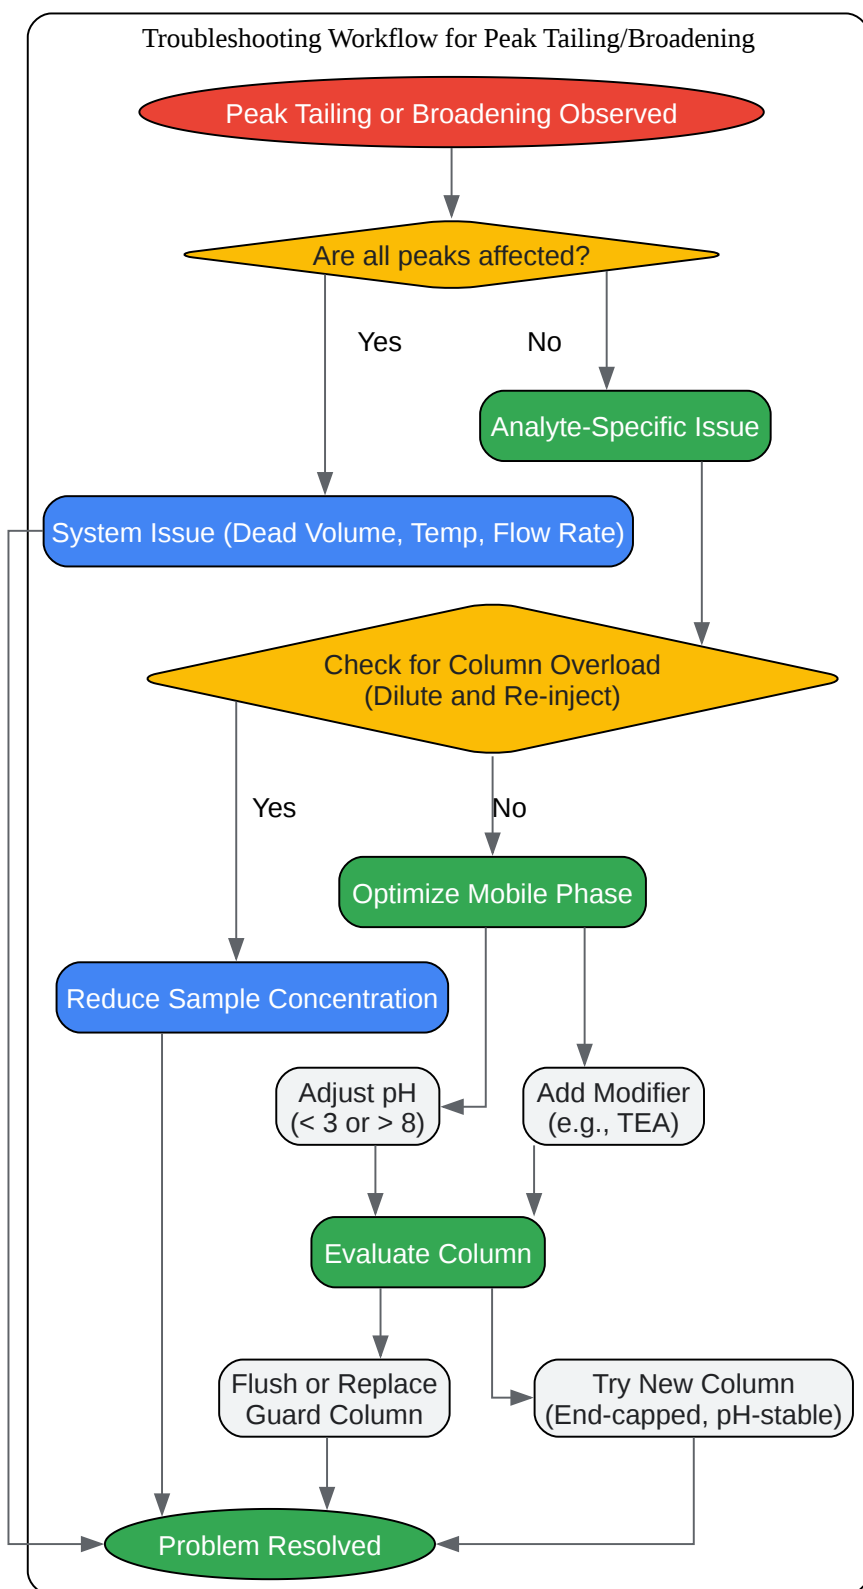 Troubleshooting Workflow for Peak Tailing/Broadening
Peak Tailing or Broadening Observed
Are all peaks affected?
Yes
No
Analyte-Specific Issue
System Issue (Dead Volume, Temp, Flow Rate)
Check for Column Overload
(Dilute and Re-inject)
Yes
No
Optimize Mobile Phase
Reduce Sample Concentration
Adjust pH
(< 3 or > 8)
Add Modifier
(e.g., TEA)
Evaluate Column
Flush or Replace
Guard Column
Try New Column
(End-capped, pH-stable)
Problem Resolved